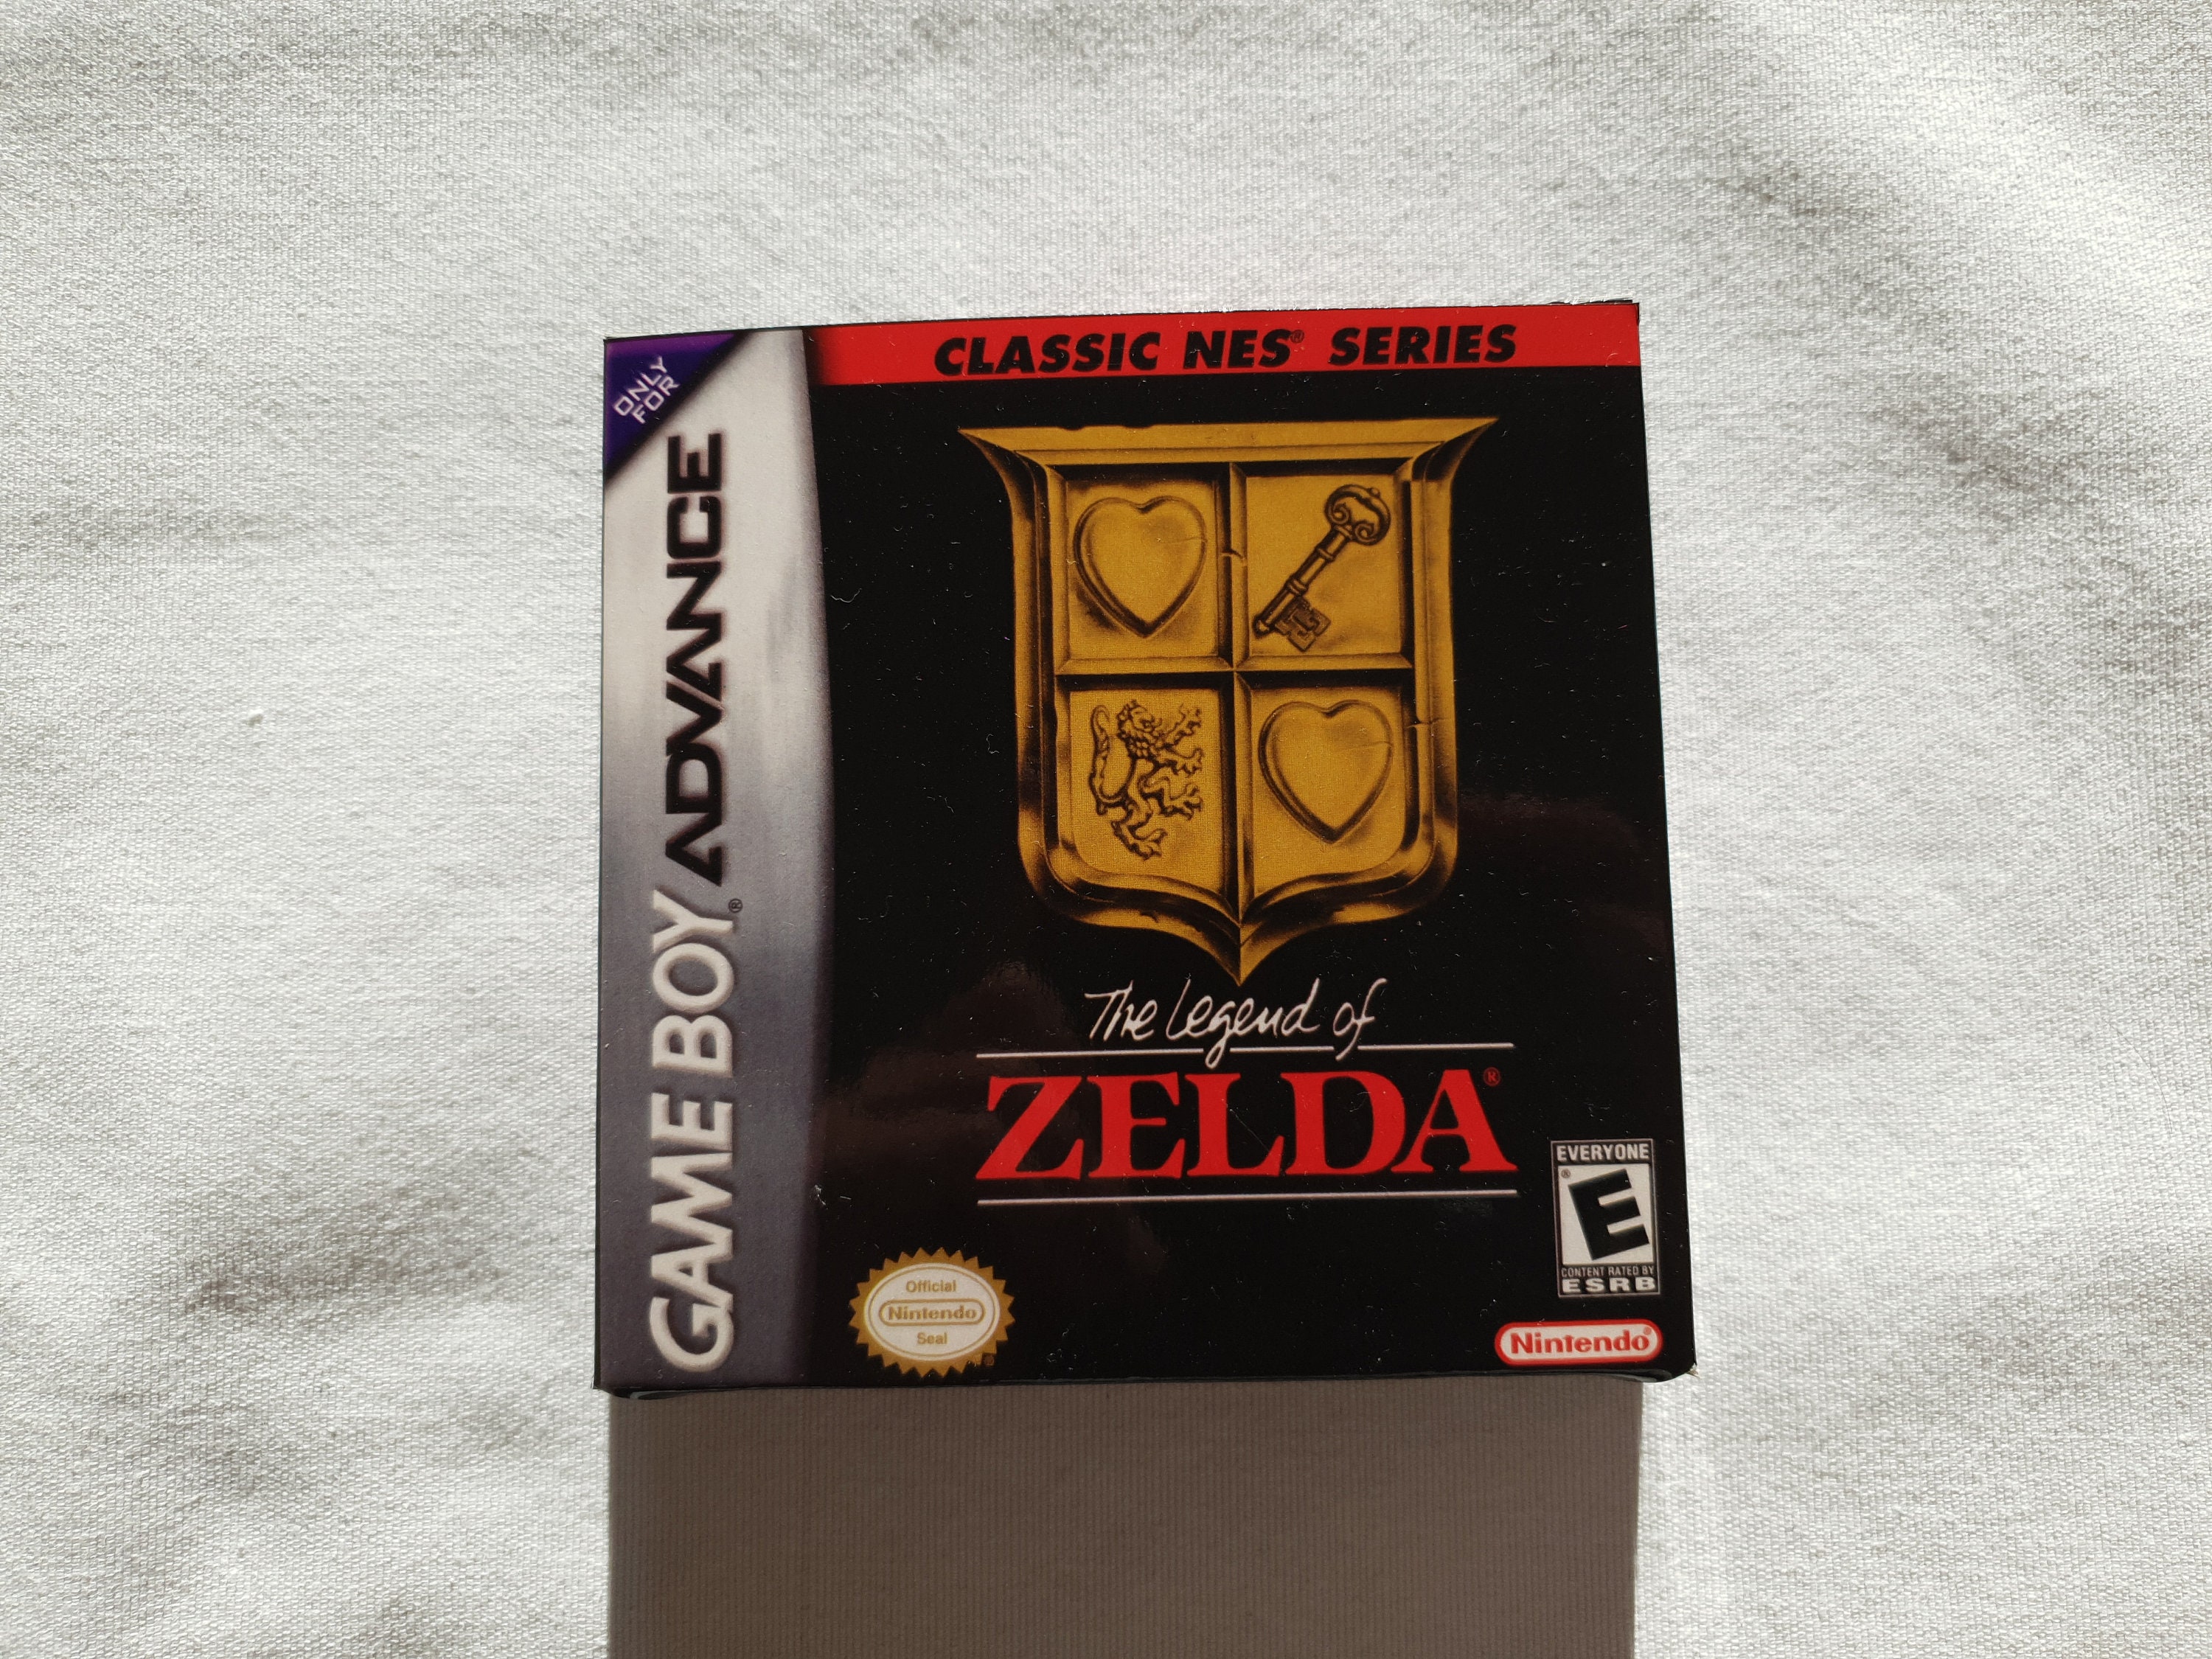 CLASSIC NES® SERIES
ONLY
FOR
GAME BOY® ADVANCE
The Legend of
ZELDA®
EVERYONE
E®
CONTENT RATED BY
ESRB
Official
Nintendo
Seal
®
Nintendo®